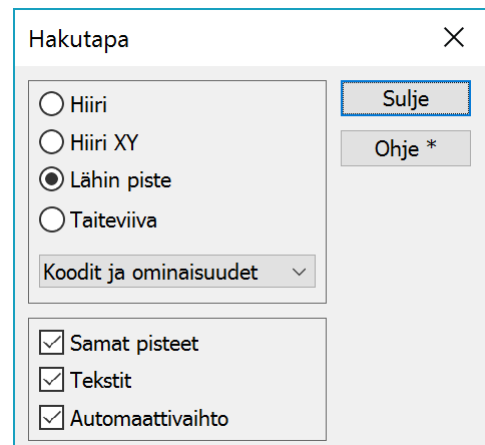 Hakutapa
Hiiri
Hiiri XY
Lähin piste
Taiteviiva
Koodit ja ominaisuudet
Sulje
Ohje *
Samat pisteet
Tekstit
Automaattivaihto